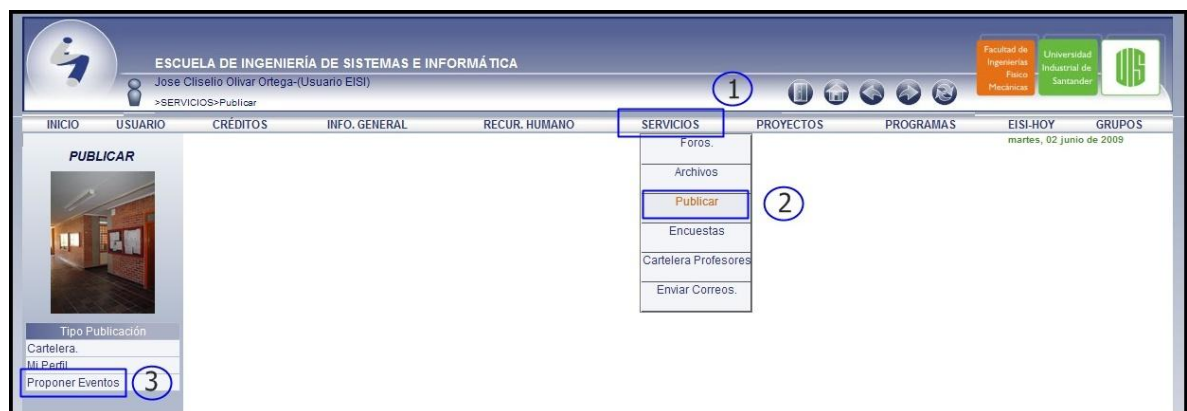 ESCUELA DE INGENIERÍA DE SISTEMAS E INFORMÁTICA
Jose Cliselio Olivar Ortega-(Usuario EISI)
>SERVICIOS>Publicar
Facultad de
Ingenierías
Físico
Mecánicas
Universidad
Industrial de
Santander
UIS
1
INICIO USUARIO CRÉDITOS INFO. GENERAL RECUR. HUMANO SERVICIOS PROYECTOS PROGRAMAS EISI-HOY GRUPOS
martes, 02 junio de 2009
PUBLICAR
Foros.
Archivos
Publicar
2
Encuestas
Cartelera Profesores
Enviar Correos.
Tipo Publicación
Cartelera.
Mi Perfil
Proponer Eventos
3